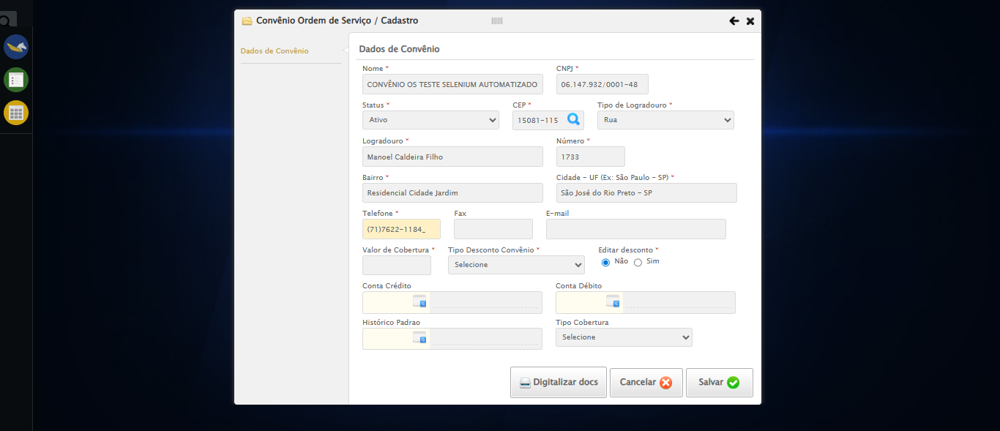 Convênio Ordem de Serviço / Cadastro
Dados de Convênio
Dados de Convênio
Nome * CNPJ *
CONVÊNIO OS TESTE SELENIUM AUTOMATIZADO 06.147.932/0001-48
Status * CEP * Tipo de Logradouro *
Ativo 15081-115 Rua
Logradouro * Número *
Manoel Caldeira Filho 1733
Bairro * Cidade - UF (Ex: São Paulo - SP) *
Residencial Cidade Jardim São José do Rio Preto - SP
Telefone * Fax E-mail
(71)7622-1184_
Valor de Cobertura * Tipo Desconto Convênio * Editar desconto *
Selecione Não Sim
Conta Crédito Conta Débito
Histórico Padrao Tipo Cobertura
Selecione
Digitalizar docs Cancelar Salvar